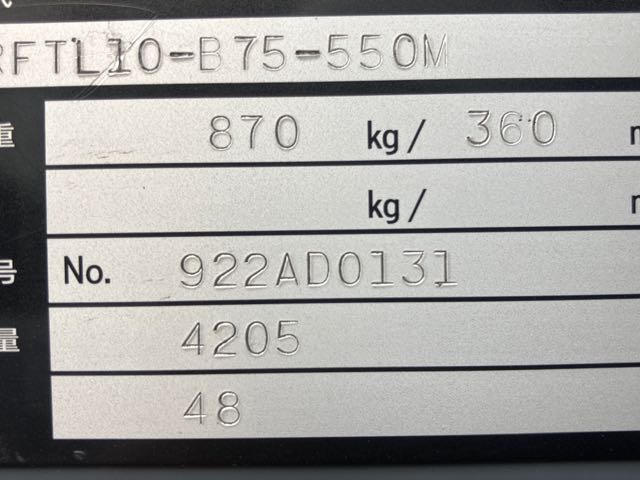 RFTL10-B75-550M
重 870 kg/ 360 m
kg/ m
号 No. 922AD0131
量 4205
48